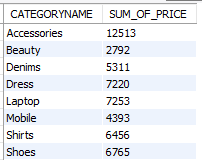 CATEGORYNAME SUM_OF_PRICE
Accessories 12513
Beauty 2792
Denims 5311
Dress 7220
Laptop 7253
Mobile 4393
Shirts 6456
Shoes 6765